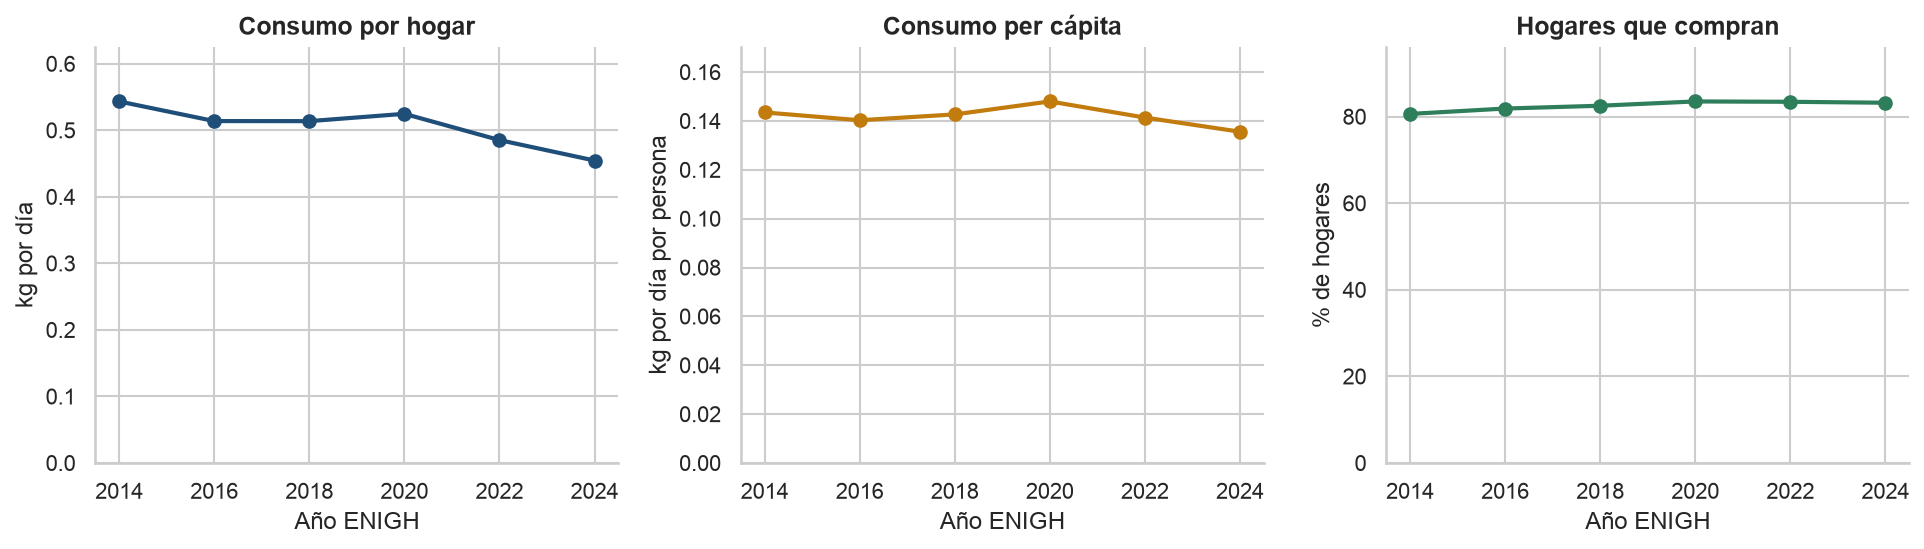 Consumo por hogar
0.6
0.5
0.4
0.3
0.2
0.1
0.0
kg por día
2014 2016 2018 2020 2022 2024
Año ENIGH
Consumo per cápita
0.16
0.14
0.12
0.10
0.08
0.06
0.04
0.02
0.00
kg por día por persona
2014 2016 2018 2020 2022 2024
Año ENIGH
Hogares que compran
80
60
40
20
0
% de hogares
2014 2016 2018 2020 2022 2024
Año ENIGH